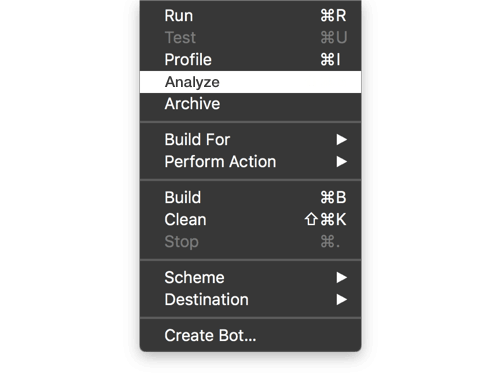 Run ⌘R
Test ⌘U
Profile ⌘I
Analyze
Archive
Build For ▶
Perform Action ▶
Build ⌘B
Clean ⇧⌘K
Stop ⌘.
Scheme ▶
Destination ▶
Create Bot...